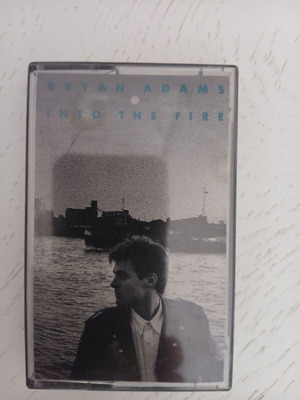 BRYAN ADAMS
INTO THE FIRE